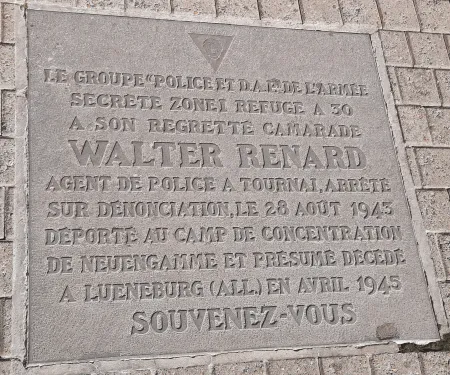 LE GROUPE "POLICE ET D.A.P." DE L'ARMÉE
SECRÈTE ZONE I REFUGE A 30
A SON REGRETTÉ CAMARADE
WALTER RENARD
AGENT DE POLICE A TOURNAI, ARRÊTÉ
SUR DÉNONCIATION, LE 28 AOUT 1943
DÉPORTÉ AU CAMP DE CONCENTRATION
DE NEUENGAMME ET PRÉSUMÉ DÉCÉDÉ
A LUENEBURG (ALL.) EN AVRIL 1945
SOUVENEZ-VOUS